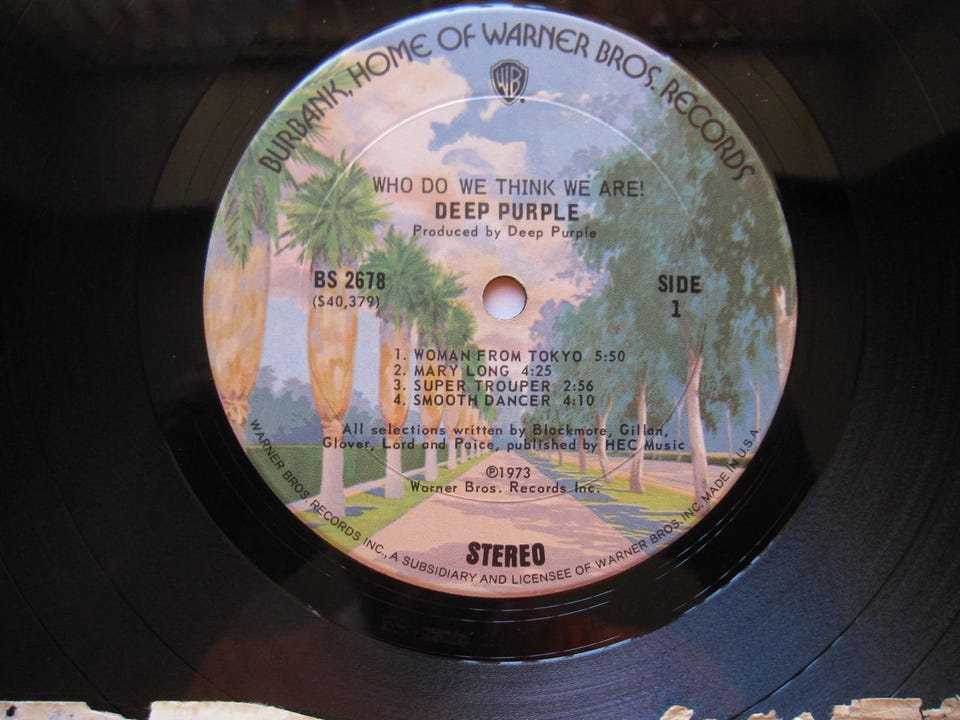 BURBANK, HOME OF WARNER BROS. RECORDS
WB
WHO DO WE THINK WE ARE!
DEEP PURPLE
Produced by Deep Purple
BS 2678
(S40,379)
SIDE
1
1. WOMAN FROM TOKYO 5:50
2. MARY LONG 4:25
3. SUPER TROUPER 2:56
4. SMOOTH DANCER 4:10
All selections written by Blackmore, Gillan,
Glover, Lord and Paice, published by HEC Music
℗1973
Warner Bros. Records Inc.
STEREO
WARNER BROS. RECORDS INC., A SUBSIDIARY AND LICENSEE OF WARNER BROS. INC. MADE IN U.S.A.